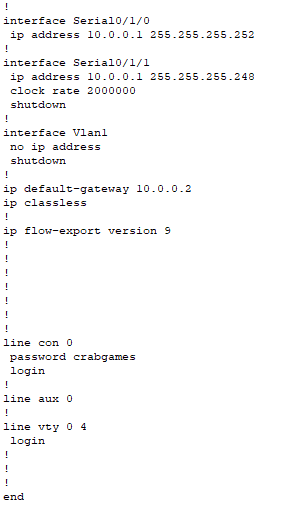 !
interface Serial0/1/0
 ip address 10.0.0.1 255.255.255.252
!
interface Serial0/1/1
 ip address 10.0.0.1 255.255.255.248
 clock rate 2000000
 shutdown
!
interface Vlan1
 no ip address
 shutdown
!
ip default-gateway 10.0.0.2
ip classless
!
ip flow-export version 9
!
!
!
!
!
!
!
line con 0
 password crabgames
 login
!
line aux 0
!
line vty 0 4
 login
!
!
!
end